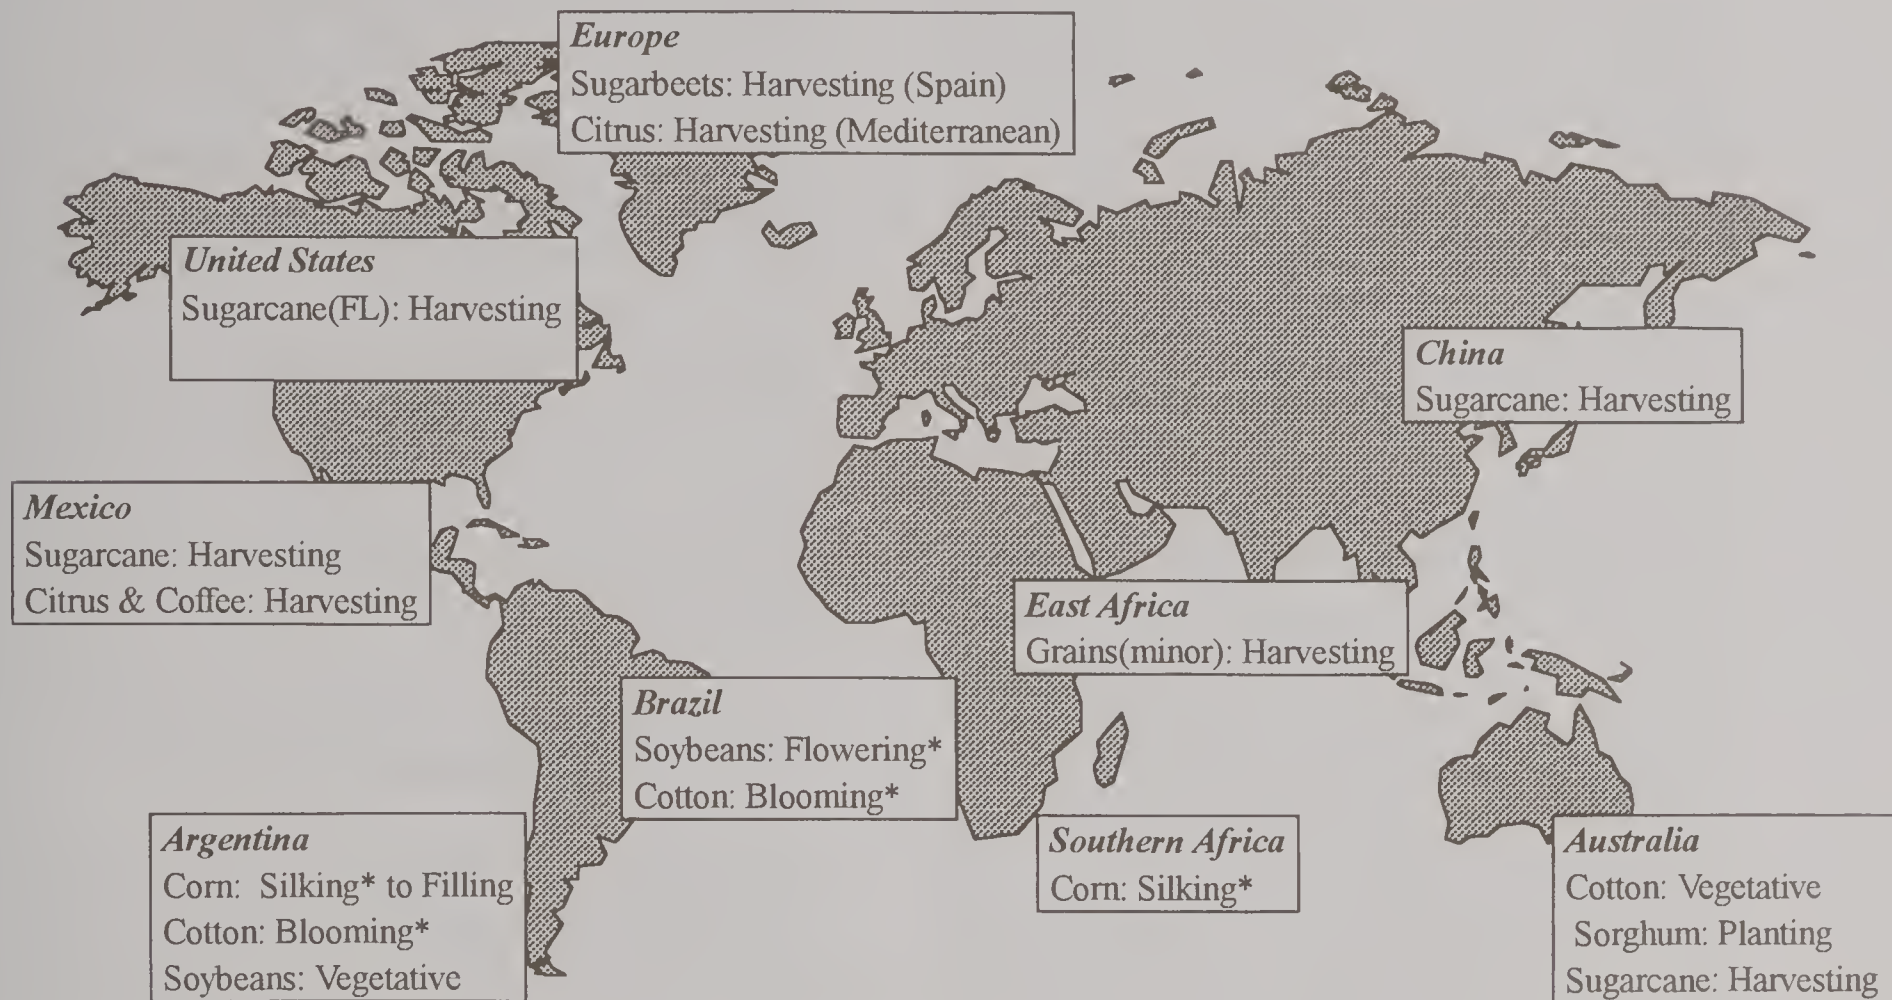 Europe
Sugarbeets: Harvesting (Spain)
Citrus: Harvesting (Mediterranean)
United States
Sugarcane(FL): Harvesting
China
Sugarcane: Harvesting
Mexico
Sugarcane: Harvesting
Citrus & Coffee: Harvesting
East Africa
Grains(minor): Harvesting
Brazil
Soybeans: Flowering*
Cotton: Blooming*
Argentina
Corn: Silking* to Filling
Cotton: Blooming*
Soybeans: Vegetative
Southern Africa
Corn: Silking*
Australia
Cotton: Vegetative
Sorghum: Planting
Sugarcane: Harvesting